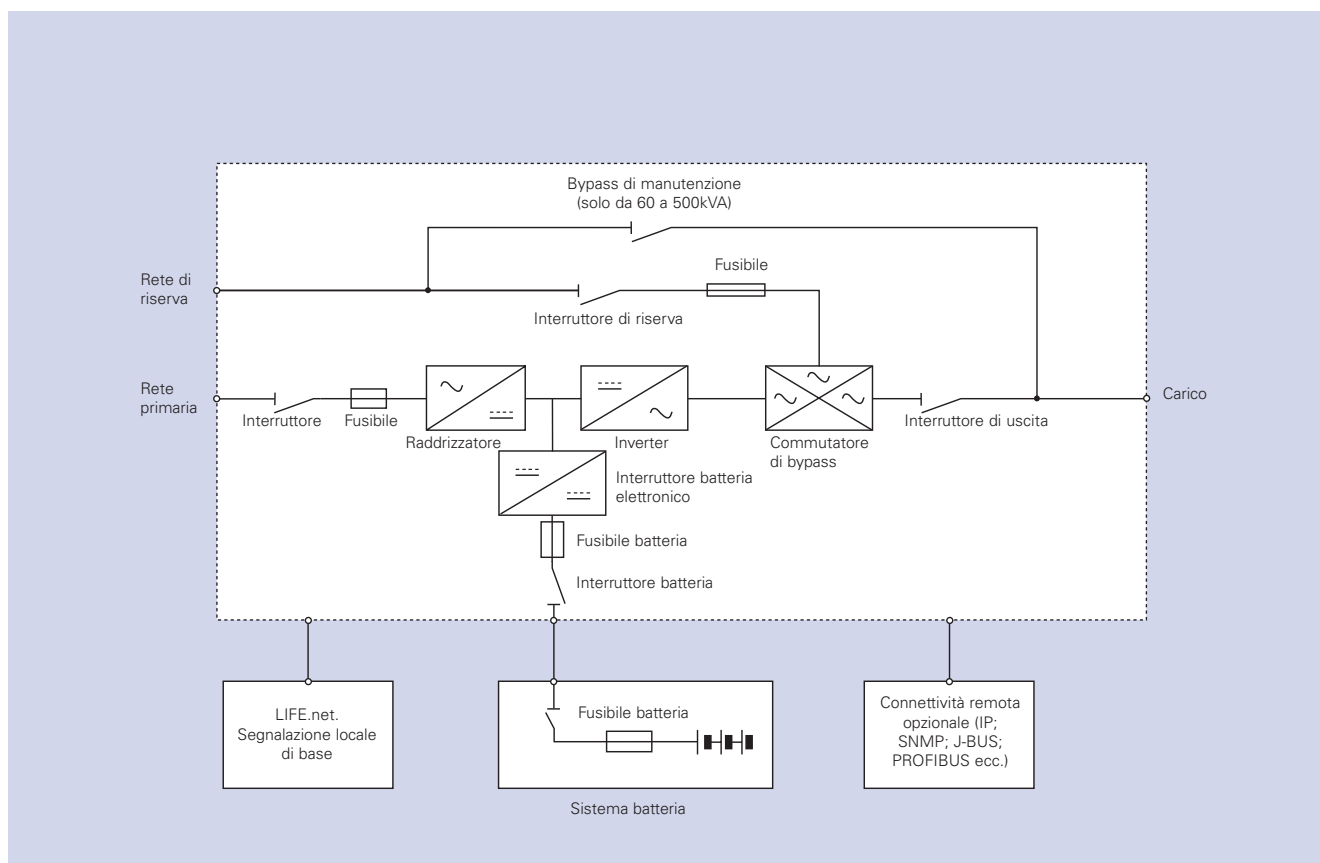 Bypass di manutenzione
(solo da 60 a 500kVA)
Rete di
riserva
Fusibile
Interruttore di riserva
Rete
primaria
Interruttore
Fusibile
Raddrizzatore
Inverter
Commutatore
di bypass
Interruttore di uscita
Carico
Interruttore batteria
elettronico
Fusibile batteria
Interruttore batteria
LIFE.net.
Segnalazione locale
di base
Fusibile batteria
Sistema batteria
Connettività remota
opzionale (IP;
SNMP; J-BUS;
PROFIBUS ecc.)